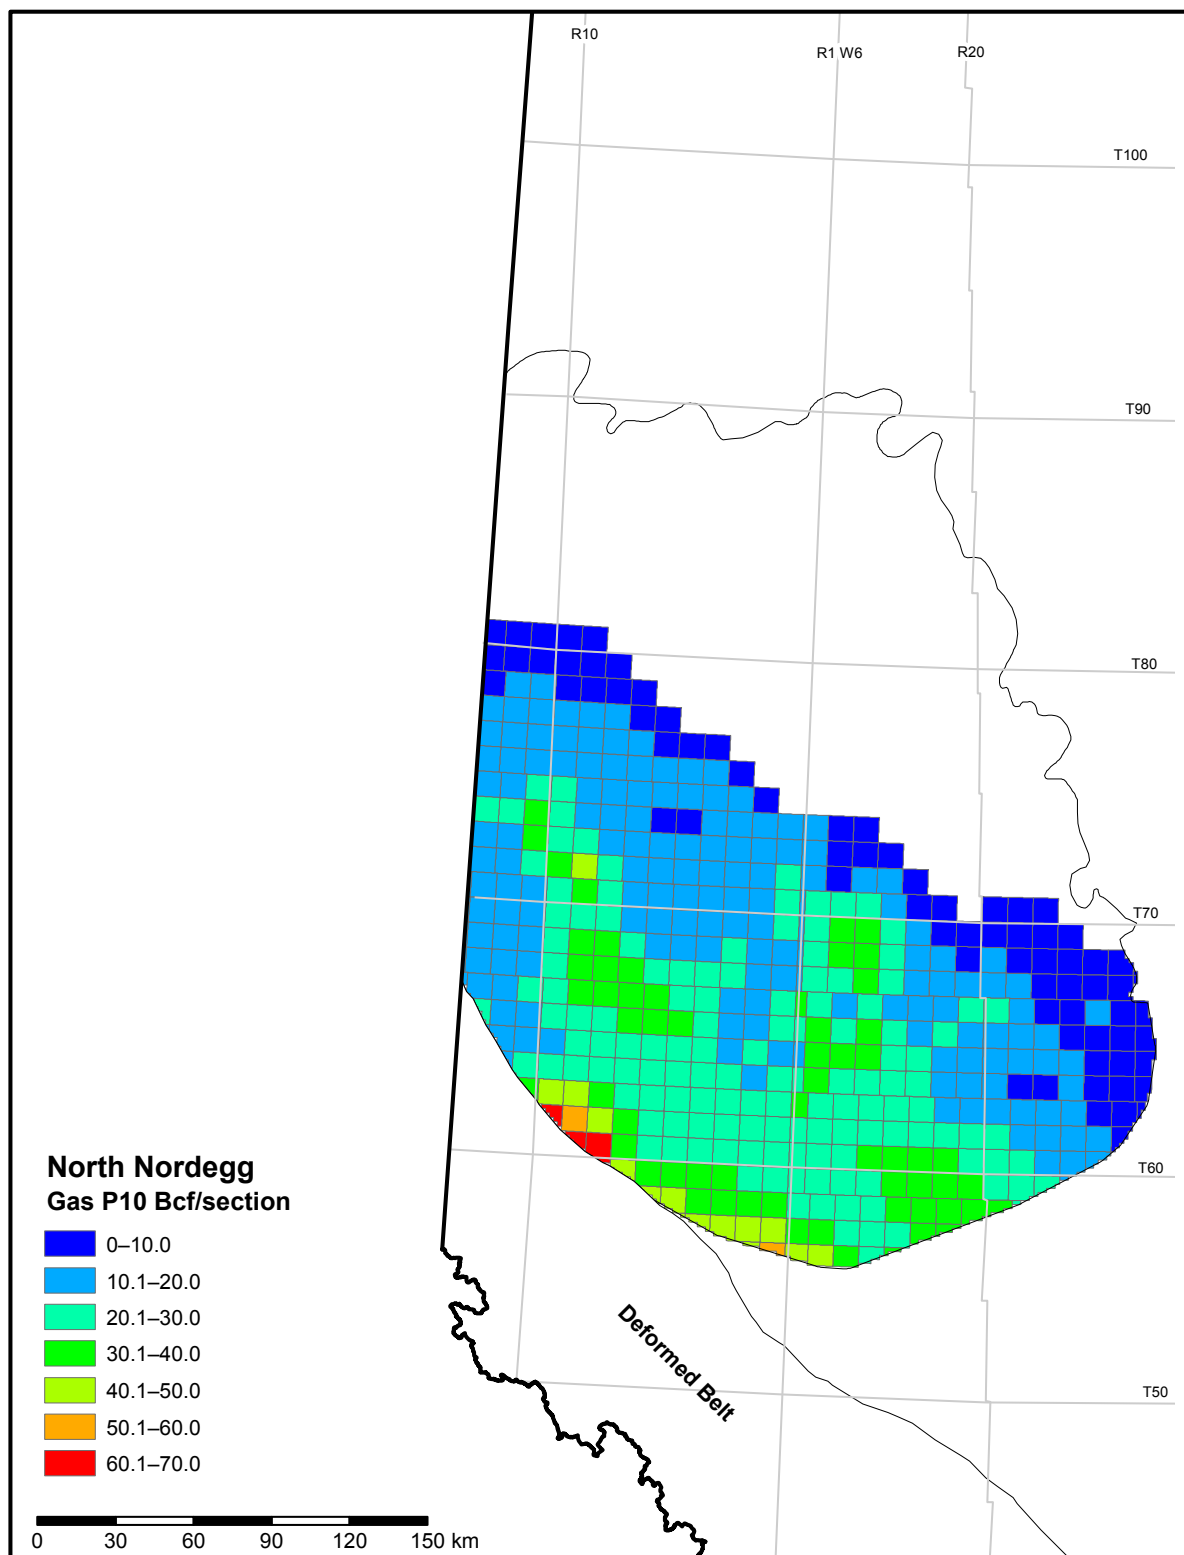 R10
R1 W6
R20
T100
T90
T80
T70
T60
T50
Deformed Belt
North Nordegg
Gas P10 Bcf/section
0–10.0
10.1–20.0
20.1–30.0
30.1–40.0
40.1–50.0
50.1–60.0
60.1–70.0
0 30 60 90 120 150 km